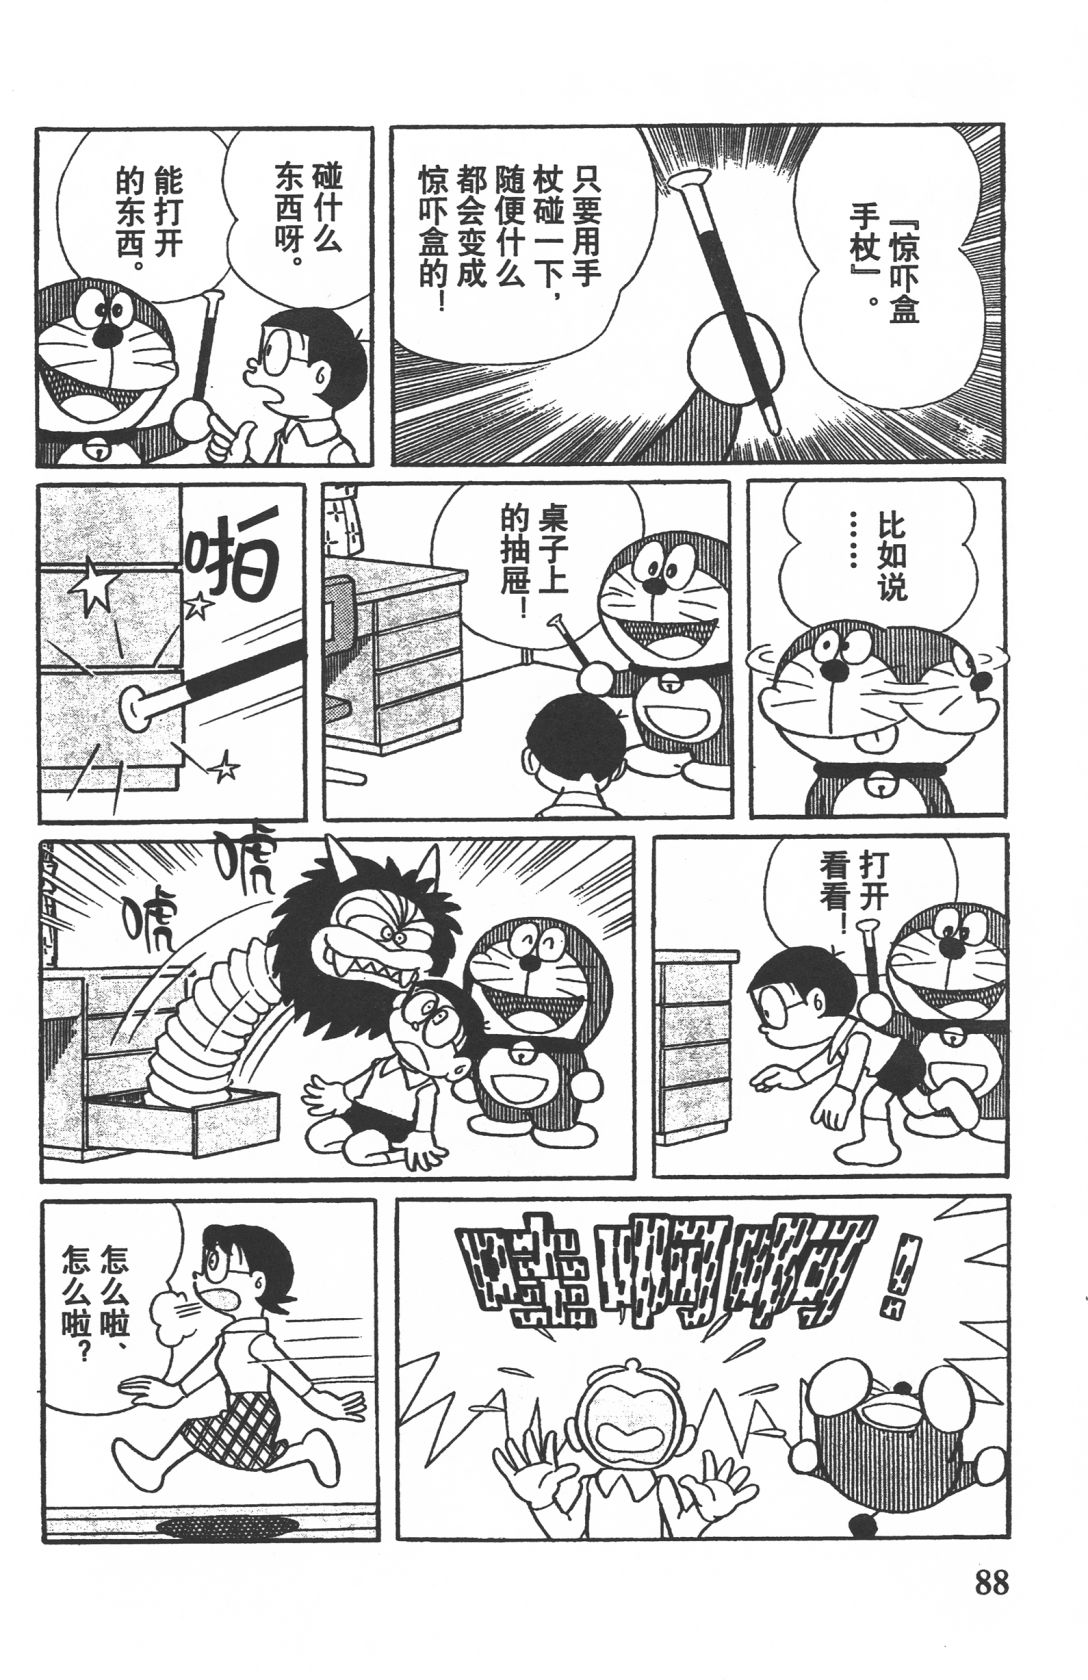 『惊吓盒
手杖』。
只要用手
杖碰一下，
随便什么
都会变成
惊吓盒的！
碰什么
东西呀。
能打开
的东西。
比如说
……
桌子上
的抽屉！
啪
打开
看看！
唬
唬
哇啊啊！
怎么啦、
怎么啦？
88